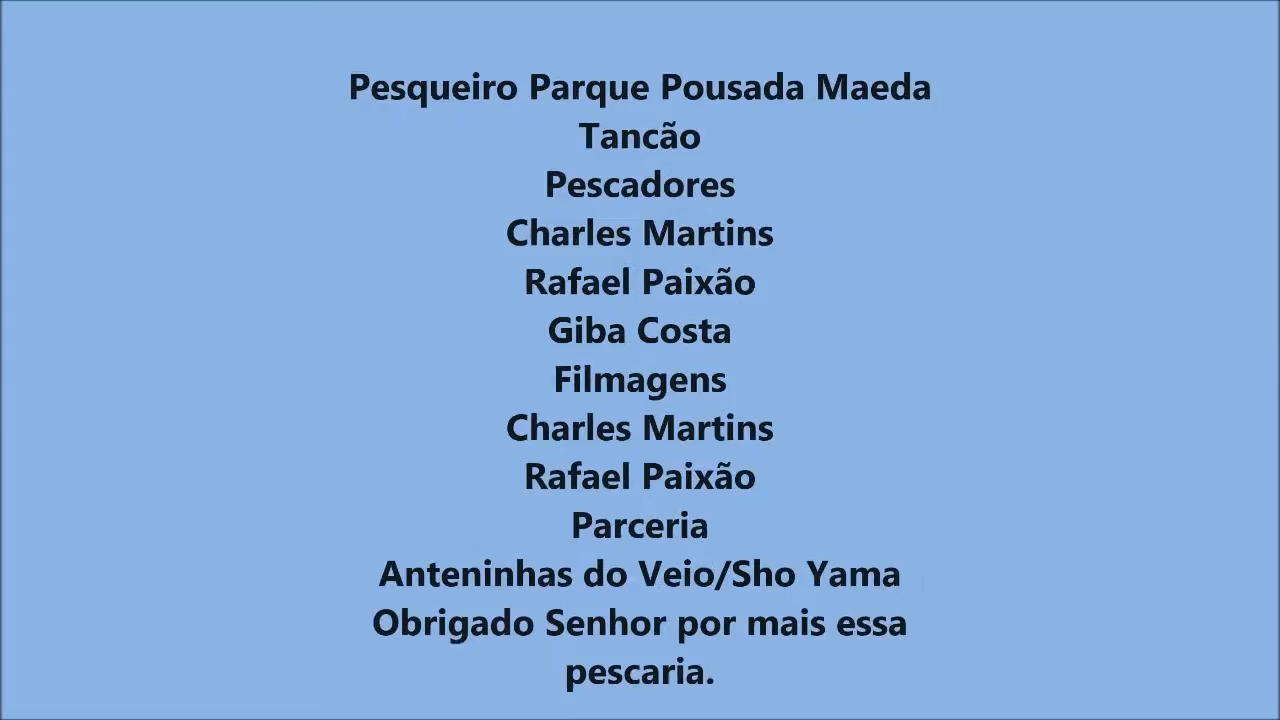 Pesqueiro Parque Pousada Maeda
Tancão
Pescadores
Charles Martins
Rafael Paixão
Giba Costa
Filmagens
Charles Martins
Rafael Paixão
Parceria
Anteninhas do Veio/Sho Yama
Obrigado Senhor por mais essa
pescaria.